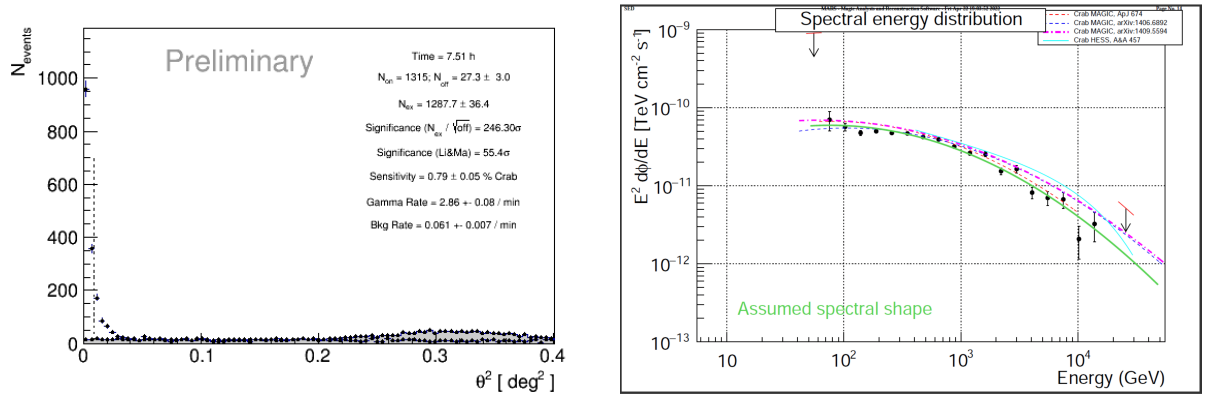 Preliminary
Time = 7.51 h
N_on = 1315; N_off = 27.3 ± 3.0
N_ex = 1287.7 ± 36.4
Significance (N_ex / √off) = 246.30σ
Significance (Li&Ma) = 55.4σ
Sensitivity = 0.79 ± 0.05 % Crab
Gamma Rate = 2.86 +- 0.08 / min
Bkg Rate = 0.061 +- 0.007 / min
N_events
1000
800
600
400
200
0
0 0.1 0.2 0.3 0.4
θ² [ deg² ]
SED
Spectral energy distribution
Crab MAGIC, ApJ 674
Crab MAGIC, arXiv:1406.6892
Crab MAGIC, arXiv:1409.5594
Crab HESS, A&A 457
E² dϕ/dE [TeV cm⁻² s⁻¹]
10⁻⁹
10⁻¹⁰
10⁻¹¹
10⁻¹²
10⁻¹³
Assumed spectral shape
10 10² 10³ 10⁴
Energy (GeV)